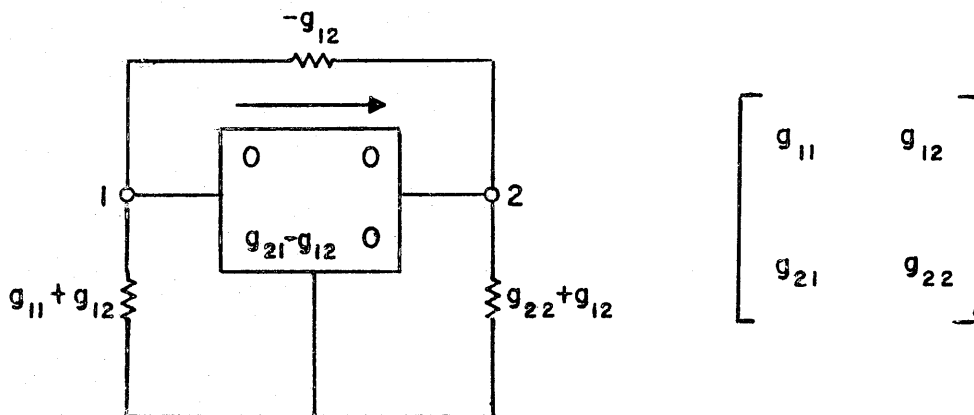 -g₁₂
0 0
g₁₁ g₁₂
1
2
g₂₁-g₁₂ 0
g₂₁ g₂₂
g₁₁ + g₁₂
g₂₂+g₁₂